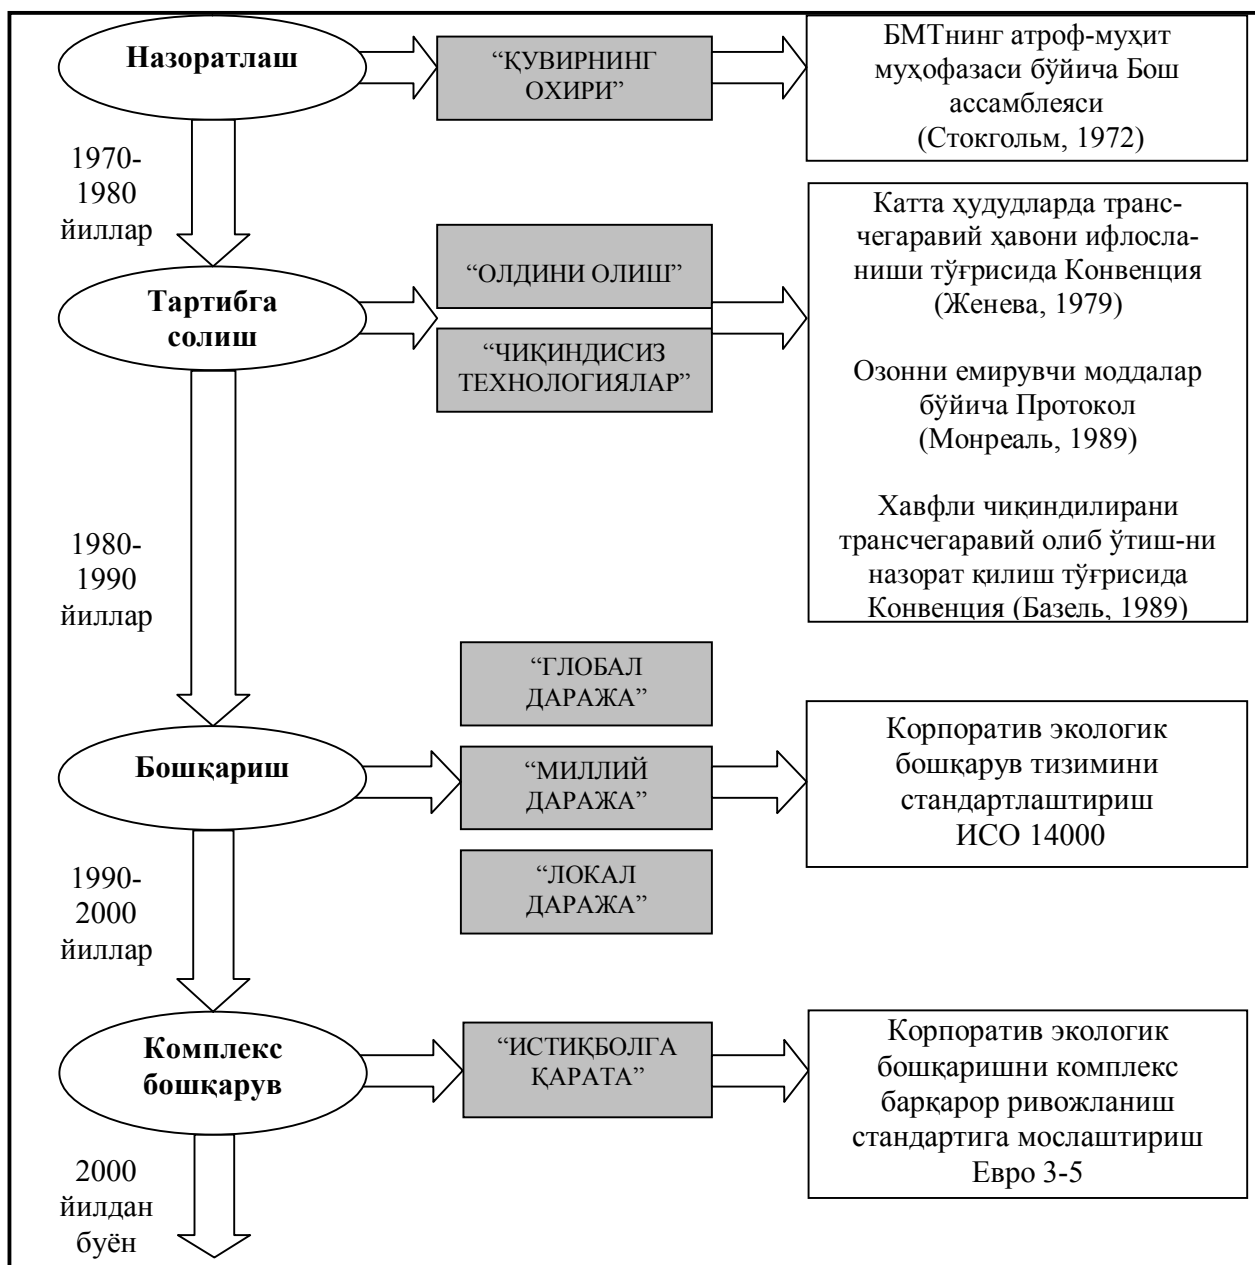 Назоратлаш
“ҚУВИРНИНГ
ОХИРИ”
БМТнинг атроф-муҳит
муҳофазаси бўйича Бош
ассамблеяси
(Стокгольм, 1972)
1970-
1980
йиллар
Тартибга
солиш
“ОЛДИНИ ОЛИШ”
“ЧИҚИНДИСИЗ
ТЕХНОЛОГИЯЛАР”
Катта ҳудудларда транс-
чегаравий ҳавони ифлосла-
ниши тўғрисида Конвенция
(Женева, 1979)
Озонни емирувчи моддалар
бўйича Протокол
(Монреаль, 1989)
Хавфли чиқиндилирани
трансчегаравий олиб ўтиш-ни
назорат қилиш тўғрисида
Конвенция (Базель, 1989)
1980-
1990
йиллар
Бошқариш
“ГЛОБАЛ
ДАРАЖА”
“МИЛЛИЙ
ДАРАЖА”
“ЛОКАЛ
ДАРАЖА”
Корпоратив экологик
бошқарув тизимини
стандартлаштириш
ИСО 14000
1990-
2000
йиллар
Комплекс
бошқарув
“ИСТИҚБОЛГА
ҚАРАТА”
Корпоратив экологик
бошқаришни комплекс
барқарор ривожланиш
стандартига мослаштириш
Евро 3-5
2000
йилдан
буён